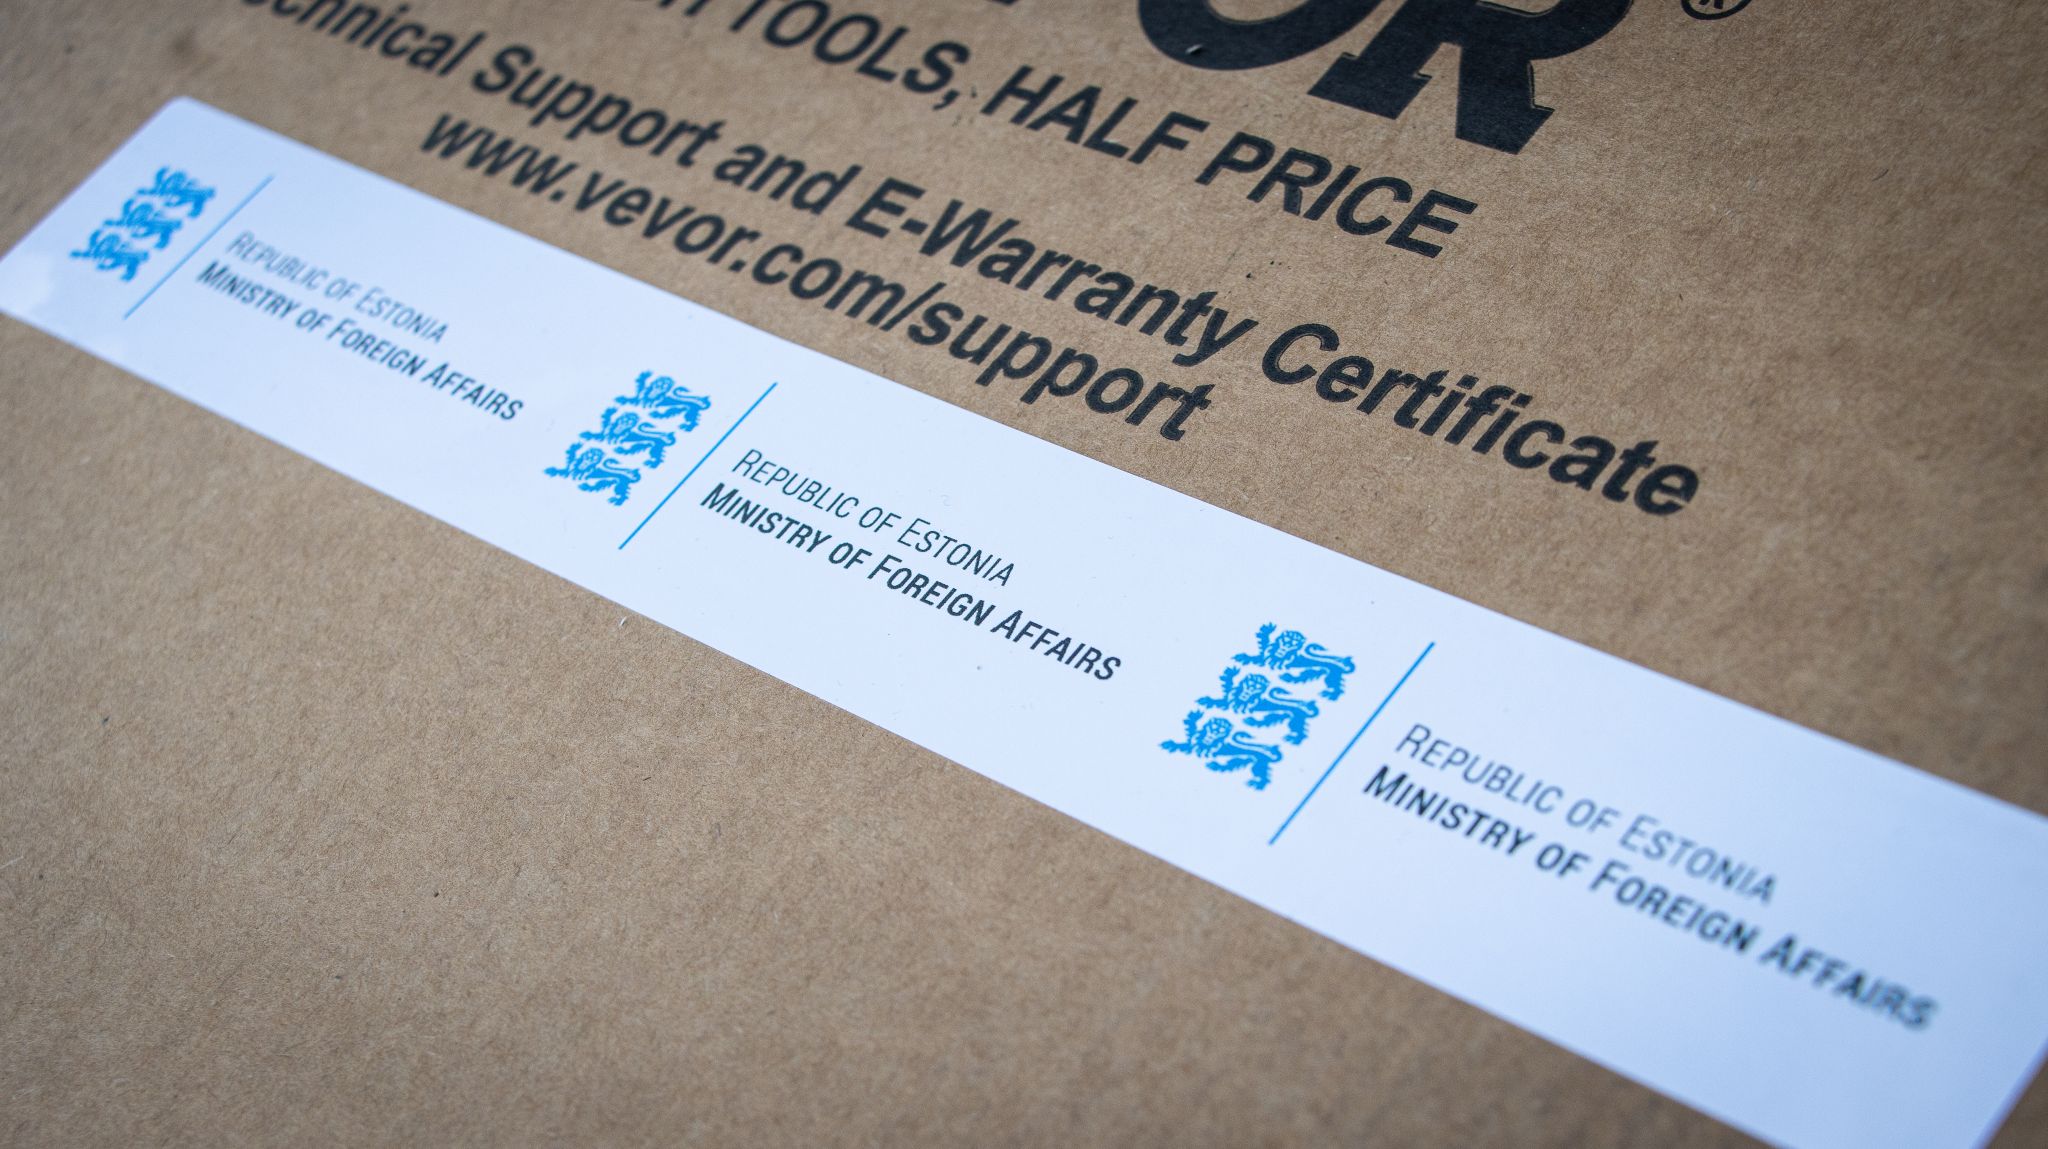 TOOLS, HALF PRICE
Support and E-Warranty Certificate
www.vevor.com/support
REPUBLIC OF ESTONIA
MINISTRY OF FOREIGN AFFAIRS
REPUBLIC OF ESTONIA
MINISTRY OF FOREIGN AFFAIRS
REPUBLIC OF ESTONIA
MINISTRY OF FOREIGN AFFAIRS